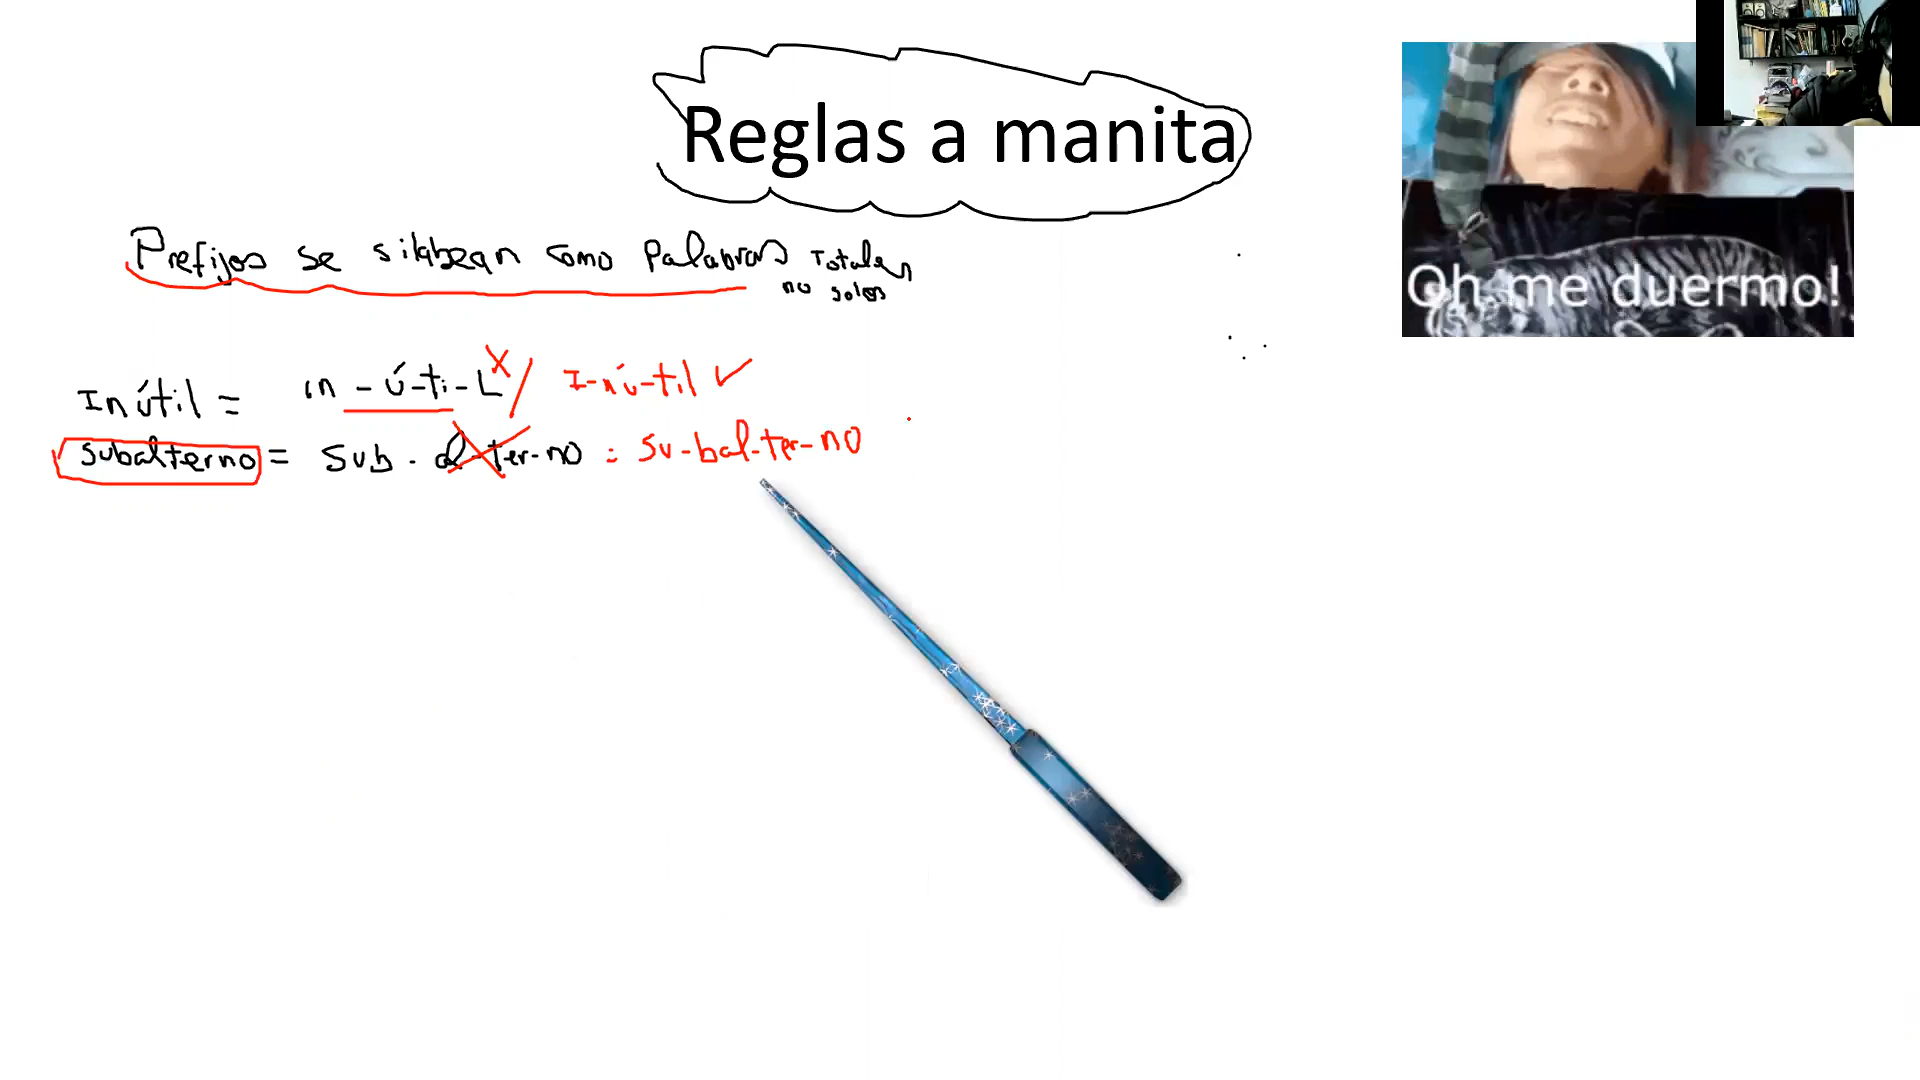 Reglas a manita
Prefijos se silabean como palabras Totales
no solos
Oh me duermo!
Inútil = in - ú - ti - L x / I-nú-til ✓
subalterno = sub - al - ter - no : su-bal-ter-no